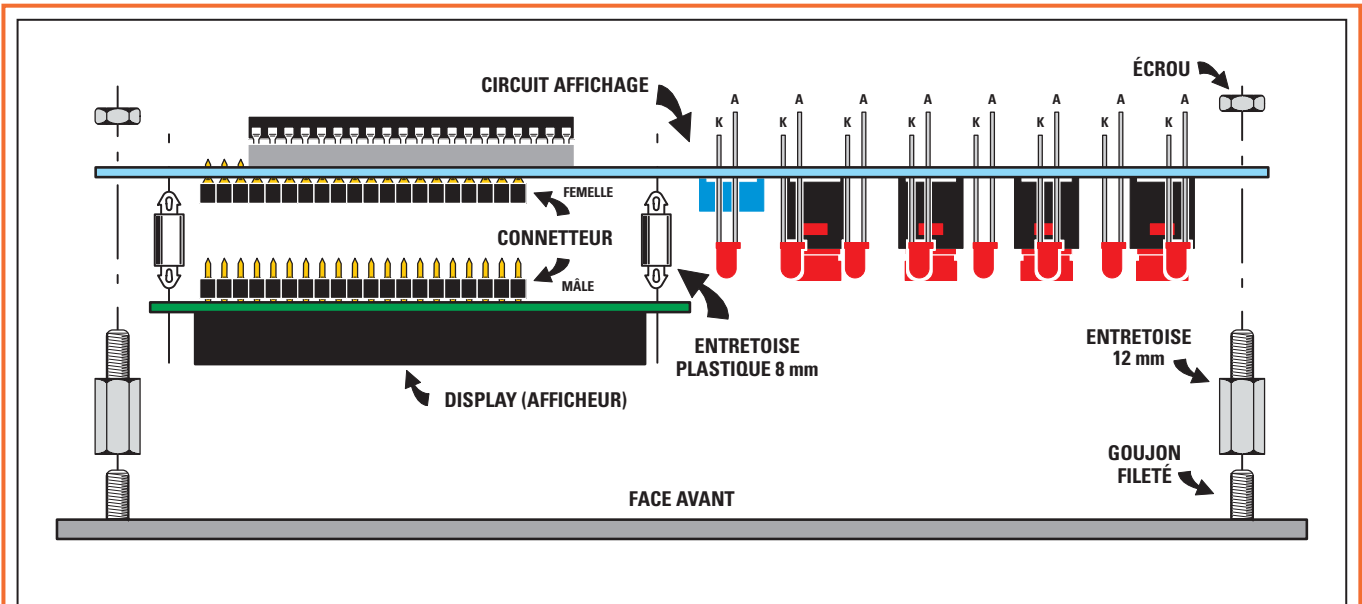 ÉCROU
CIRCUIT AFFICHAGE
A A A A A A A A
K K K K K K K K
FEMELLE
CONNETTEUR
MÂLE
ENTRETOISE
PLASTIQUE 8 mm
ENTRETOISE
12 mm
DISPLAY (AFFICHEUR)
GOUJON
FILETÉ
FACE AVANT